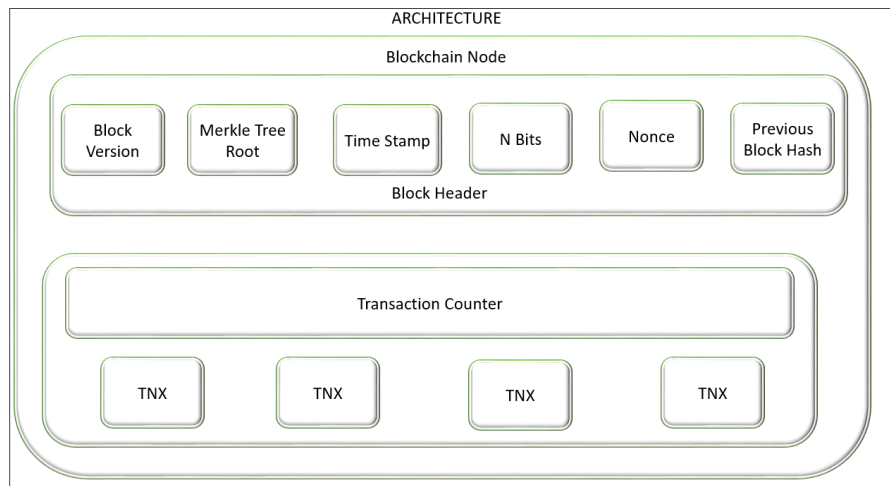 ARCHITECTURE
Blockchain Node
Block
Version
Merkle Tree
Root
Time Stamp
N Bits
Nonce
Previous
Block Hash
Block Header
Transaction Counter
TNX
TNX
TNX
TNX